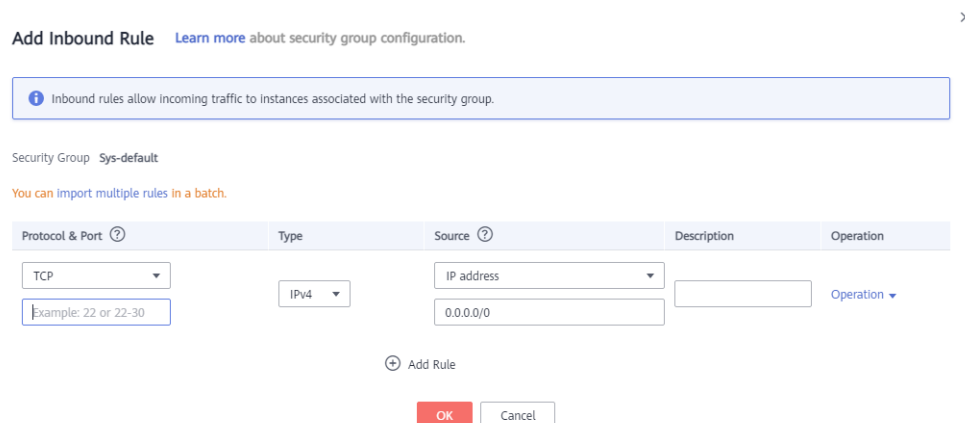 Add Inbound Rule Learn more about security group configuration.
Inbound rules allow incoming traffic to instances associated with the security group.
Security Group Sys-default
You can import multiple rules in a batch.
Protocol & Port Type Source Description Operation
TCP IP address
IPv4 Operation
Example: 22 or 22-30 0.0.0.0/0
Add Rule
OK Cancel